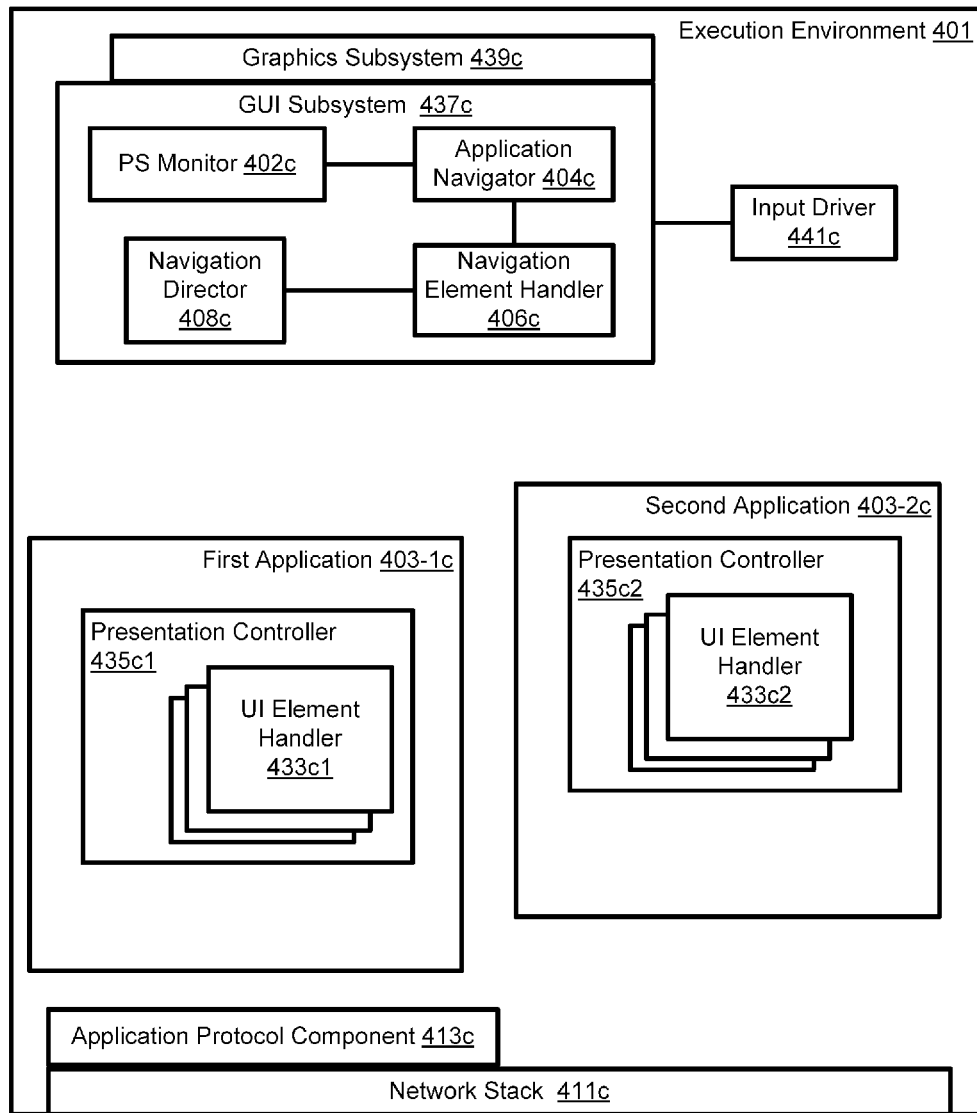 Execution Environment 401
Graphics Subsystem 439c
GUI Subsystem 437c
PS Monitor 402c
Application
Navigator 404c
Input Driver
441c
Navigation
Director
408c
Navigation
Element Handler
406c
Second Application 403-2c
Presentation Controller
435c2
UI Element
Handler
433c2
First Application 403-1c
Presentation Controller
435c1
UI Element
Handler
433c1
Application Protocol Component 413c
Network Stack 411c